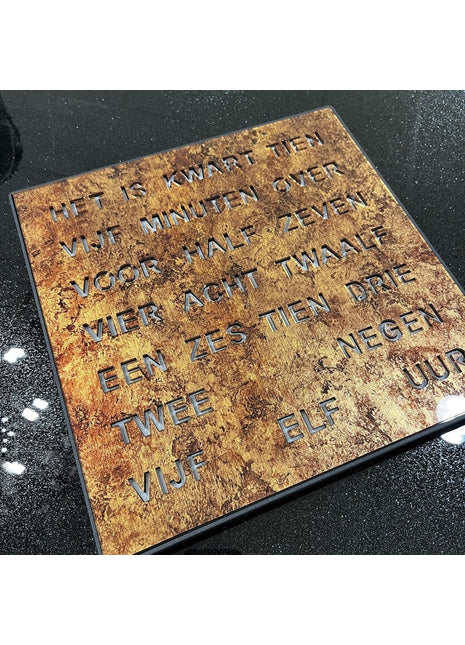 HET IS KWART TIEN
VIJF MINUTEN OVER
VOOR HALF ZEVEN
VIER ACHT TWAALF
EEN ZES TIEN DRIE
TWEE NEGEN
VIJF ELF UUR